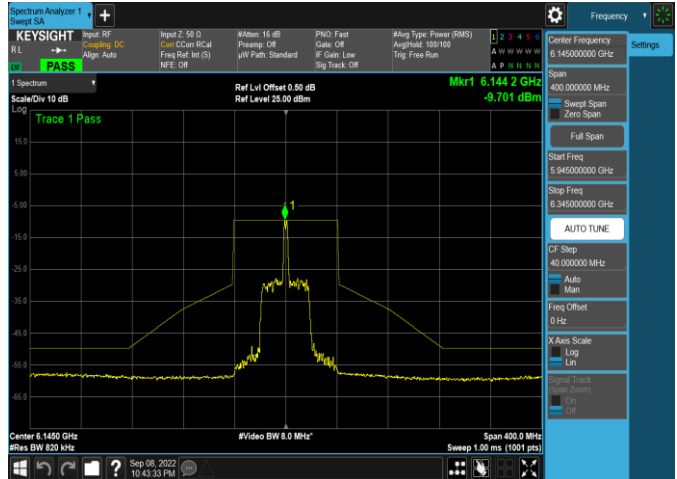 Spectrum Analyzer 1
Swept SA
Frequency
KEYSIGHT
RL
AW
PASS
Input: RF
Coupling: DC
Align: Auto
Input Z: 50 Ω
Corr CCorr RCal
Freq Ref: Int (S)
NFE: Off
#Atten: 16 dB
Preamp: Off
µW Path: Standard
PNO: Fast
Gate: Off
IF Gain: Low
Sig Track: Off
#Avg Type: Power (RMS)
Avg|Hold: 100/100
Trig: Free Run
1 2 3 4 5 6
A W W W W W
A P N N N N
1 Spectrum
Scale/Div 10 dB
Log
Ref Lvl Offset 0.50 dB
Ref Level 25.00 dBm
Mkr1 6.144 2 GHz
-9.701 dBm
Trace 1 Pass
15.0
5.00
-5.00
-15.0
-25.0
-35.0
-45.0
-55.0
-65.0
1
Center 6.1450 GHz
#Res BW 820 kHz
#Video BW 8.0 MHz*
Span 400.0 MHz
Sweep 1.00 ms (1001 pts)
Sep 08, 2022
10:43:33 PM
Center Frequency
6.145000000 GHz
Settings
Span
400.000000 MHz
Swept Span
Zero Span
Full Span
Start Freq
5.945000000 GHz
Stop Freq
6.345000000 GHz
AUTO TUNE
CF Step
40.000000 MHz
Auto
Man
Freq Offset
0 Hz
X Axis Scale
Log
Lin
Signal Track
(Span Zoom)
On
Off